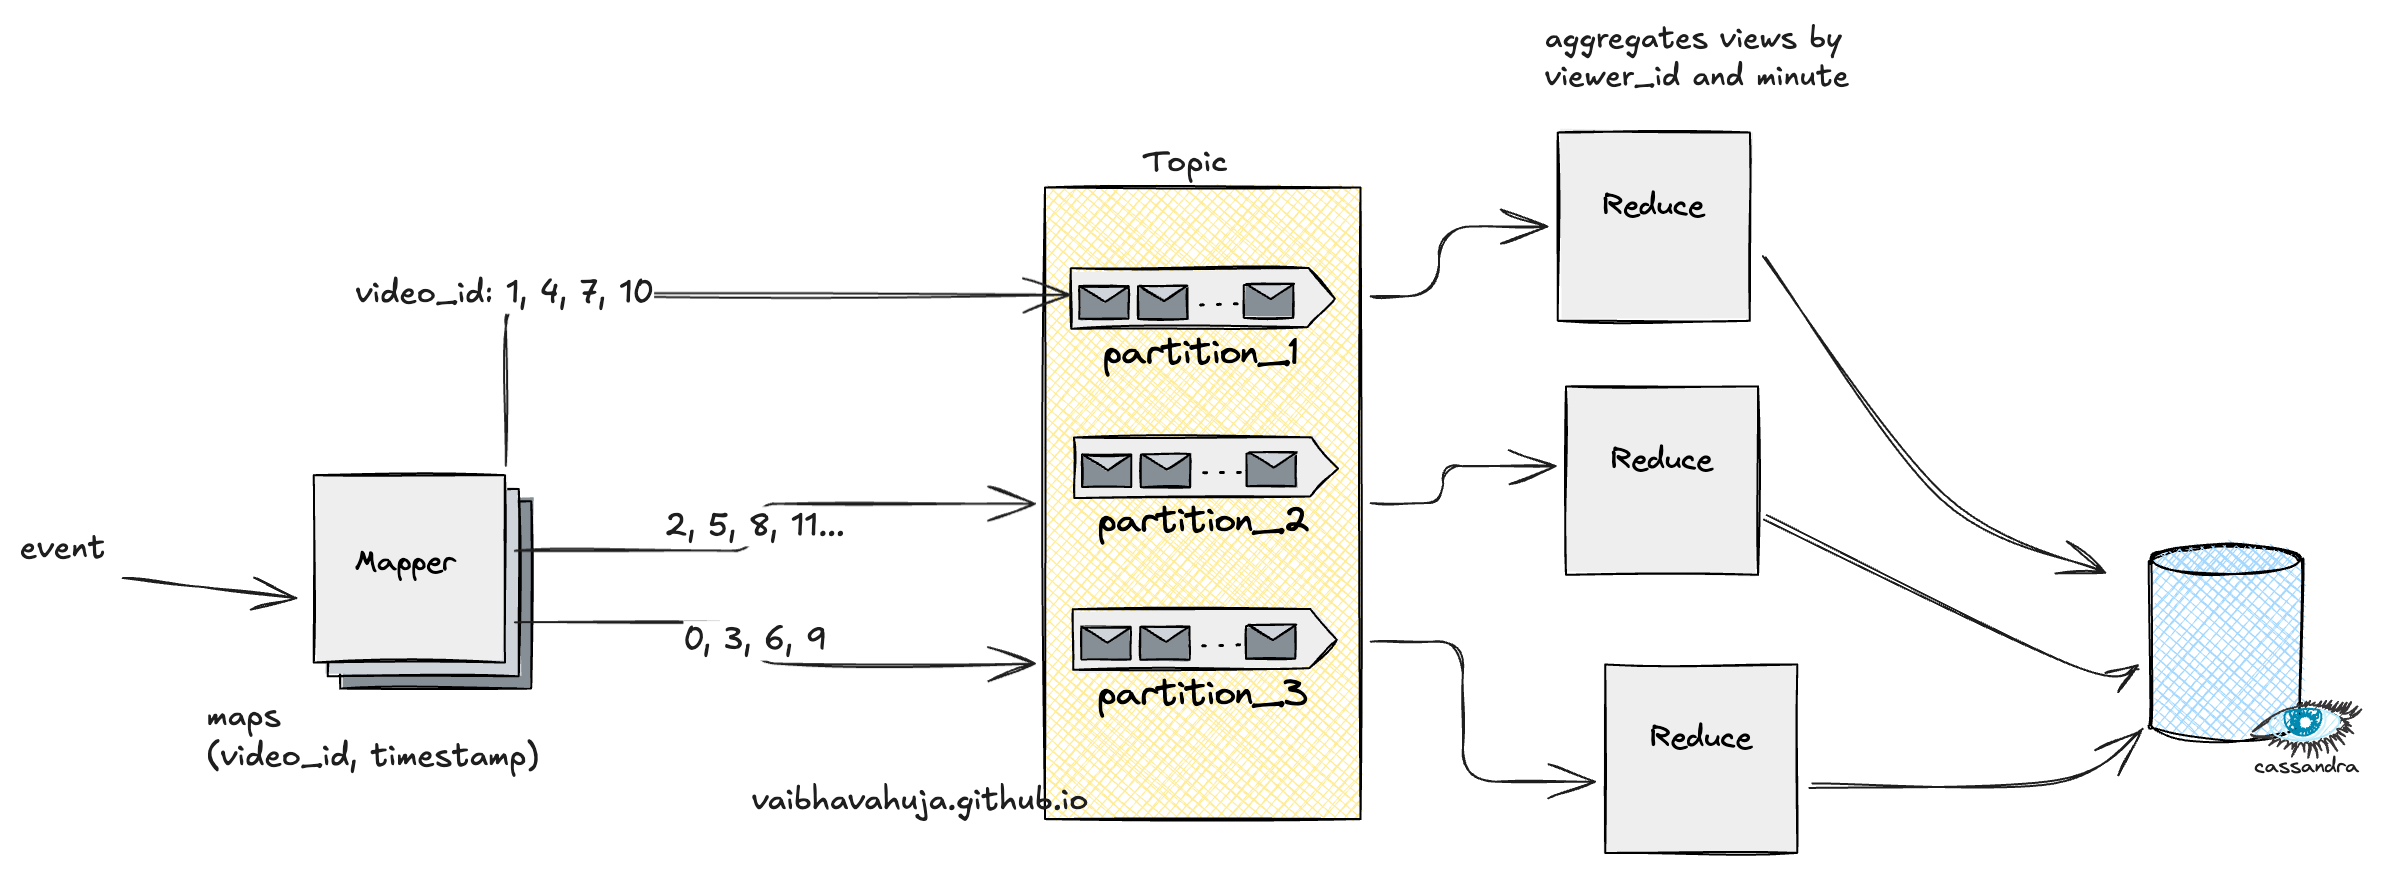 aggregates views by
viewer_id and minute
Topic
Reduce
video_id: 1, 4, 7, 10
partition_1
Reduce
2, 5, 8, 11...
partition_2
event
Mapper
0, 3, 6, 9
partition_3
maps
(video_id, timestamp)
Reduce
cassandra
vaibhavahuja.github.io